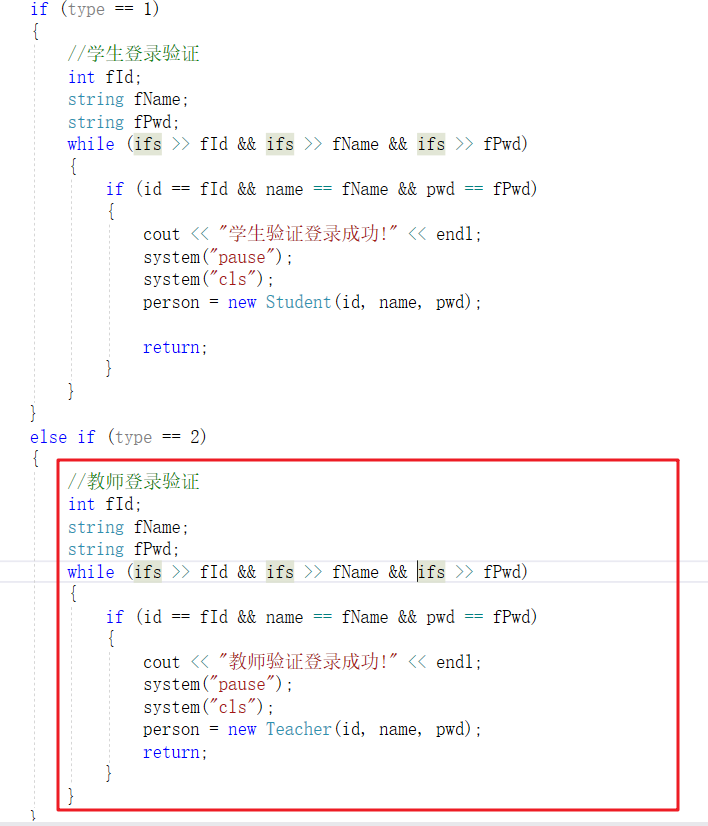 if (type == 1)
{
//学生登录验证
int fId;
string fName;
string fPwd;
while (ifs >> fId && ifs >> fName && ifs >> fPwd)
{
if (id == fId && name == fName && pwd == fPwd)
{
cout << "学生验证登录成功!" << endl;
system("pause");
system("cls");
person = new Student(id, name, pwd);
return;
}
}
}
else if (type == 2)
{
//教师登录验证
int fId;
string fName;
string fPwd;
while (ifs >> fId && ifs >> fName && ifs >> fPwd)
{
if (id == fId && name == fName && pwd == fPwd)
{
cout << "教师验证登录成功!" << endl;
system("pause");
system("cls");
person = new Teacher(id, name, pwd);
return;
}
}
}